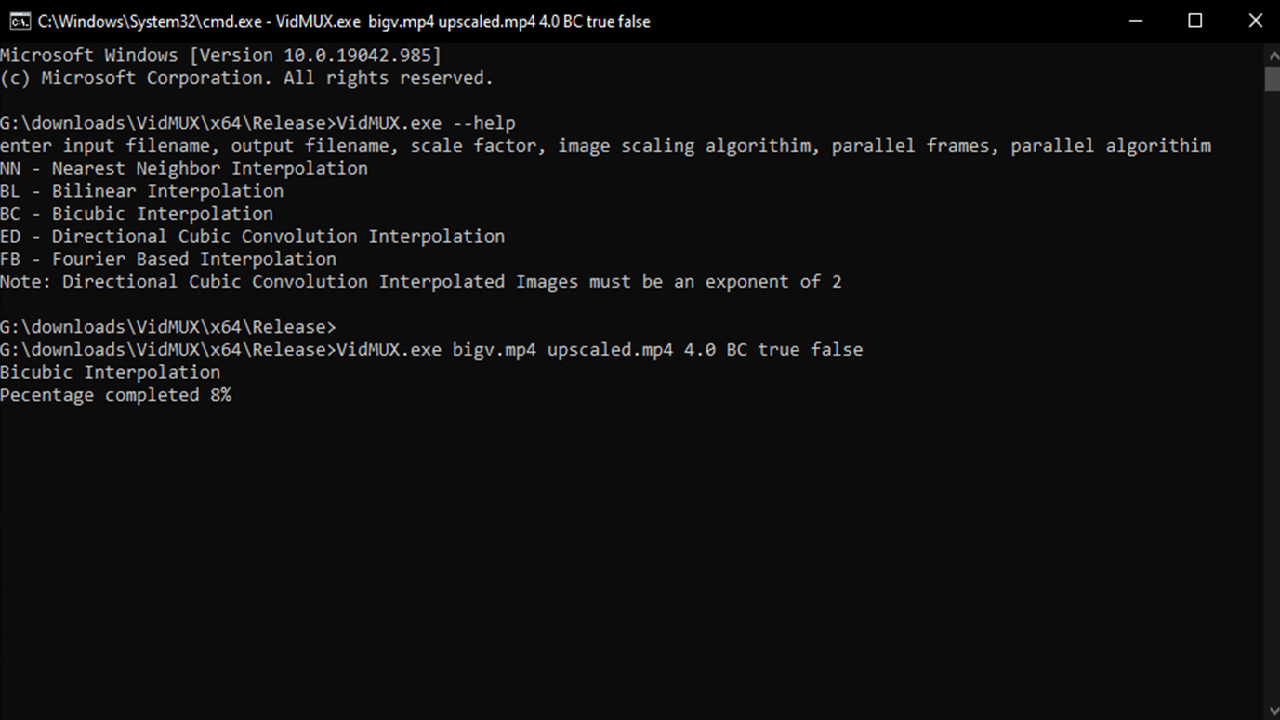 C:\Windows\System32\cmd.exe - VidMUX.exe  bigv.mp4 upscaled.mp4 4.0 BC true false
Microsoft Windows [Version 10.0.19042.985]
(c) Microsoft Corporation. All rights reserved.
G:\downloads\VidMUX\x64\Release>VidMUX.exe --help
enter input filename, output filename, scale factor, image scaling algorithim, parallel frames, parallel algorithim
NN - Nearest Neighbor Interpolation
BL - Bilinear Interpolation
BC - Bicubic Interpolation
ED - Directional Cubic Convolution Interpolation
FB - Fourier Based Interpolation
Note: Directional Cubic Convolution Interpolated Images must be an exponent of 2
G:\downloads\VidMUX\x64\Release>
G:\downloads\VidMUX\x64\Release>VidMUX.exe bigv.mp4 upscaled.mp4 4.0 BC true false
Bicubic Interpolation
Pecentage completed 8%